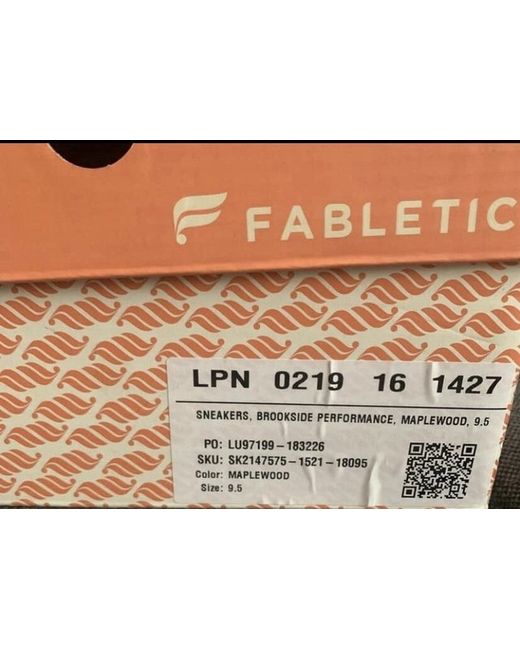 FABLETIC
LPN 0219 16 1427
SNEAKERS, BROOKSIDE PERFORMANCE, MAPLEWOOD, 9.5
PO: LU97199-183226
SKU: SK2147575-1521-18095
Color: MAPLEWOOD
Size: 9.5